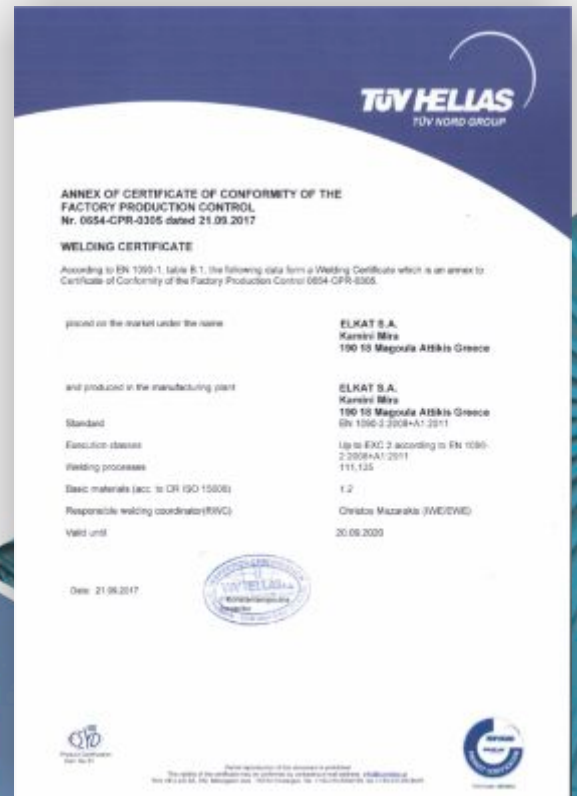 TÜV HELLAS
TÜV NORD GROUP
ANNEX OF CERTIFICATE OF CONFORMITY OF THE
FACTORY PRODUCTION CONTROL
Nr. 0654-CPR-0305 dated 21.09.2017
WELDING CERTIFICATE
According to EN 1090-1, table B.1, the following data form a Welding Certificate which is an annex to
Certificate of Conformity of the Factory Production Control 0654-CPR-0305.
placed on the market under the name
ELKAT S.A.
Kamini Mira
190 18 Magoula Attikis Greece
and produced in the manufacturing plant
ELKAT S.A.
Kamini Mira
190 18 Magoula Attikis Greece
Standard
EN 1090-2:2008+A1:2011
Execution classes
Up to EXC 2 according to EN 1090-
2:2008+A1:2011
Welding processes
111,135
Basic materials (acc. to CR ISO 15608)
1.2
Responsible welding coordinator(RWC)
Christos Mazarakis (IWE/EWE)
Valid until
20.09.2020
Date: 21.09.2017
TÜV HELLAS
Product Certification